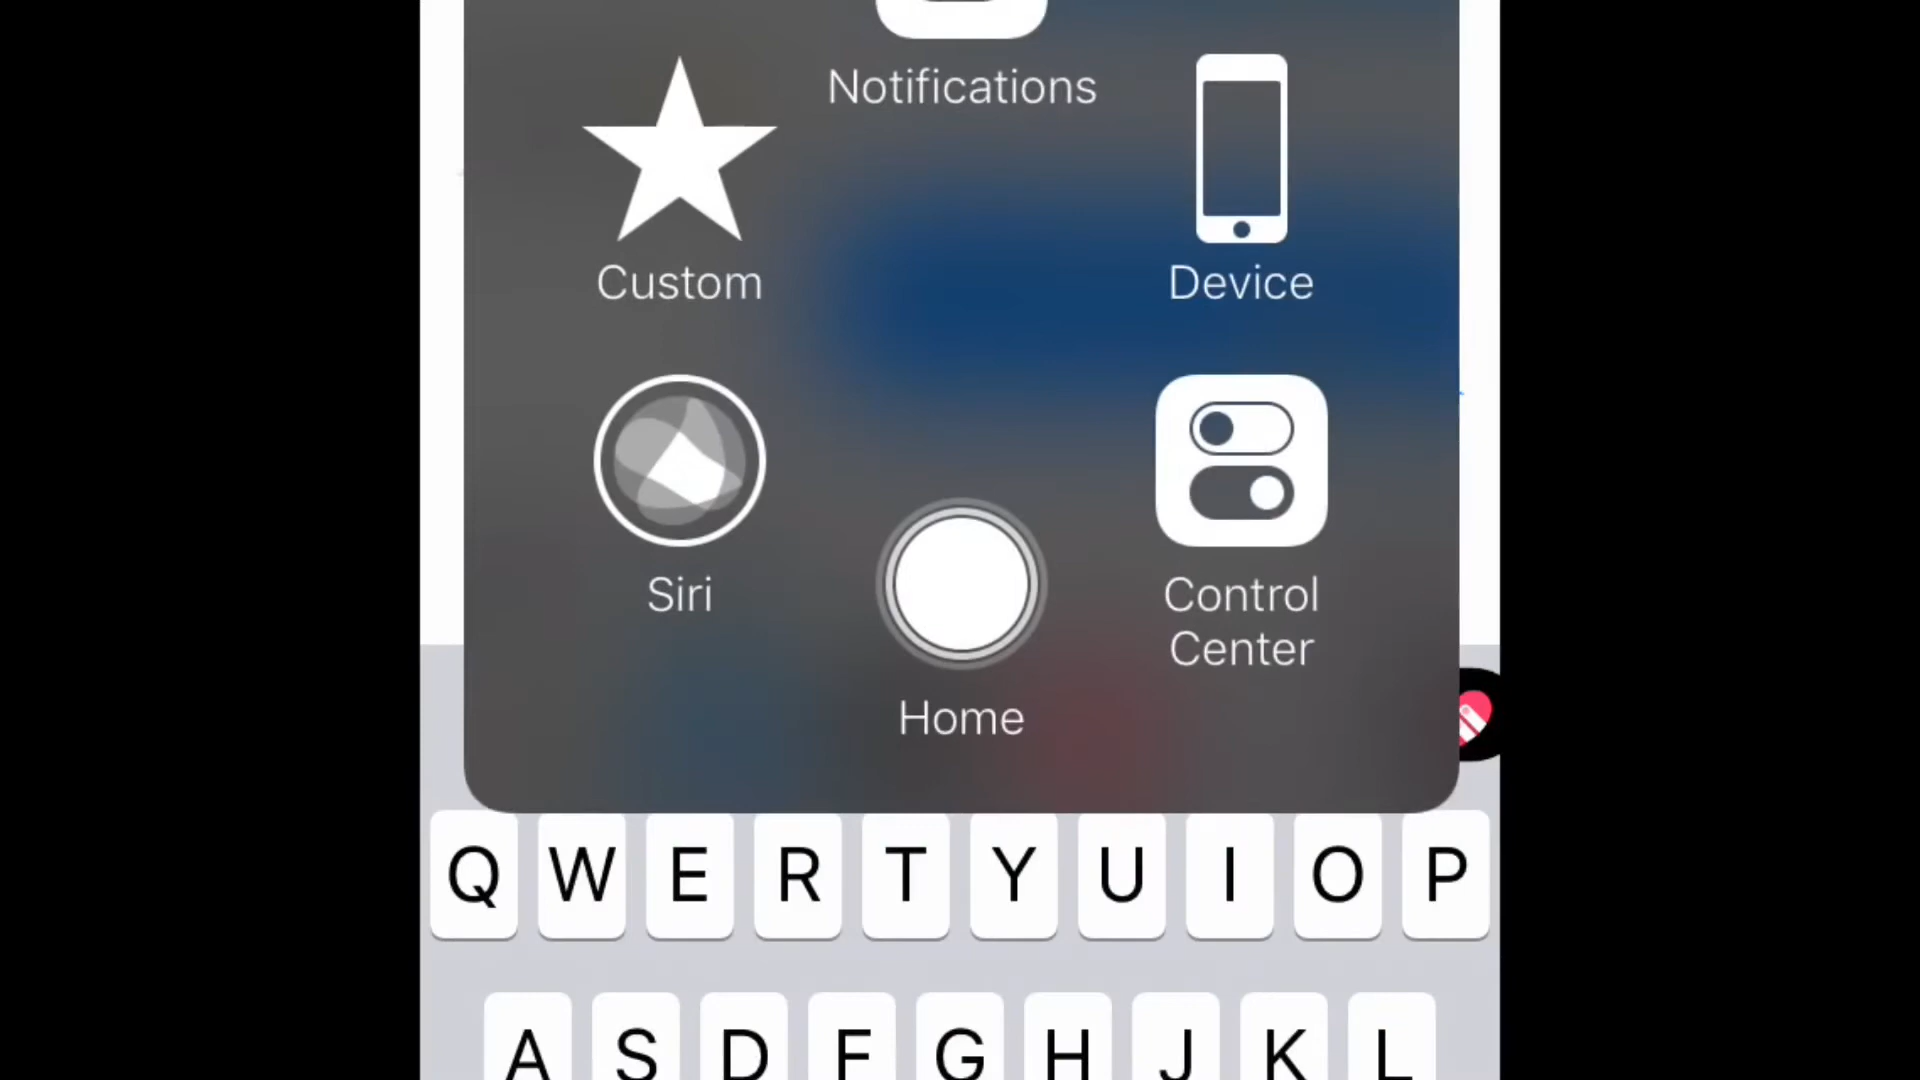 Notifications
Custom
Device
Siri
Control
Center
Home
Q W E R T Y U I O P
A S D F G H J K L